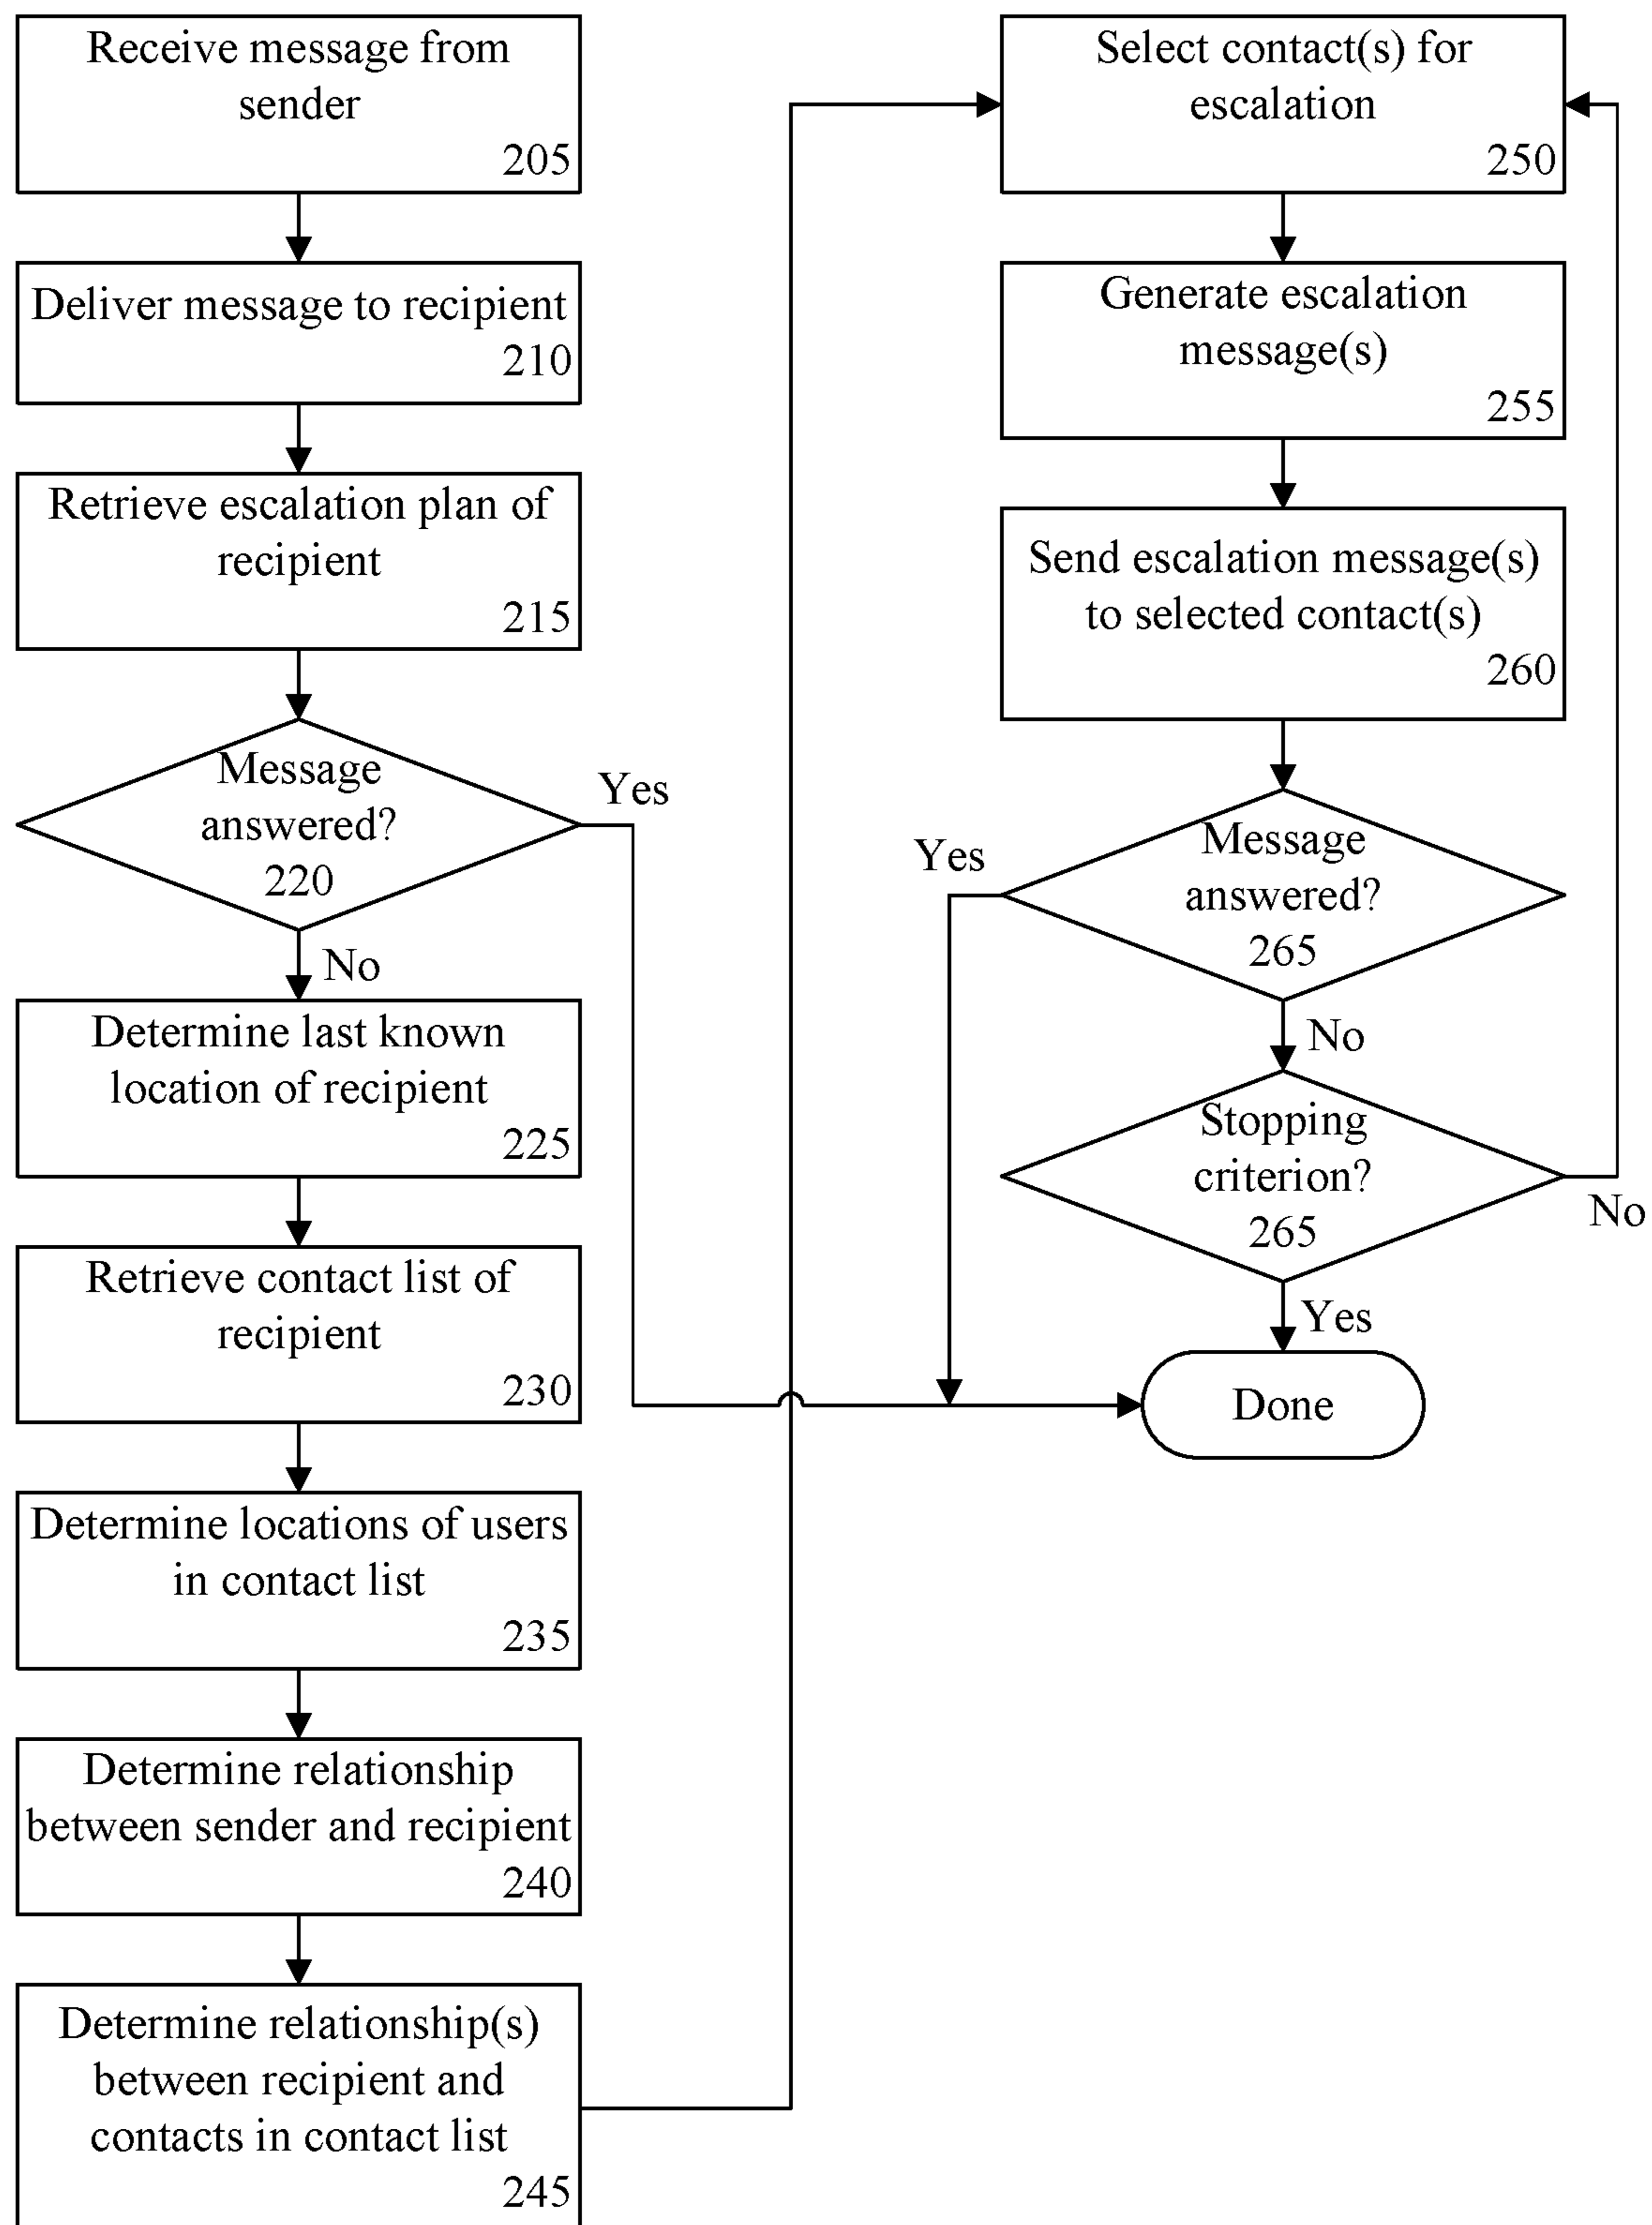 Receive message from
sender
205
Deliver message to recipient
210
Retrieve escalation plan of
recipient
215
Message
answered?
220
Yes
No
Determine last known
location of recipient
225
Retrieve contact list of
recipient
230
Determine locations of users
in contact list
235
Determine relationship
between sender and recipient
240
Determine relationship(s)
between recipient and
contacts in contact list
245
Select contact(s) for
escalation
250
Generate escalation
message(s)
255
Send escalation message(s)
to selected contact(s)
260
Message
answered?
265
Yes
No
Stopping
criterion?
265
No
Yes
Done